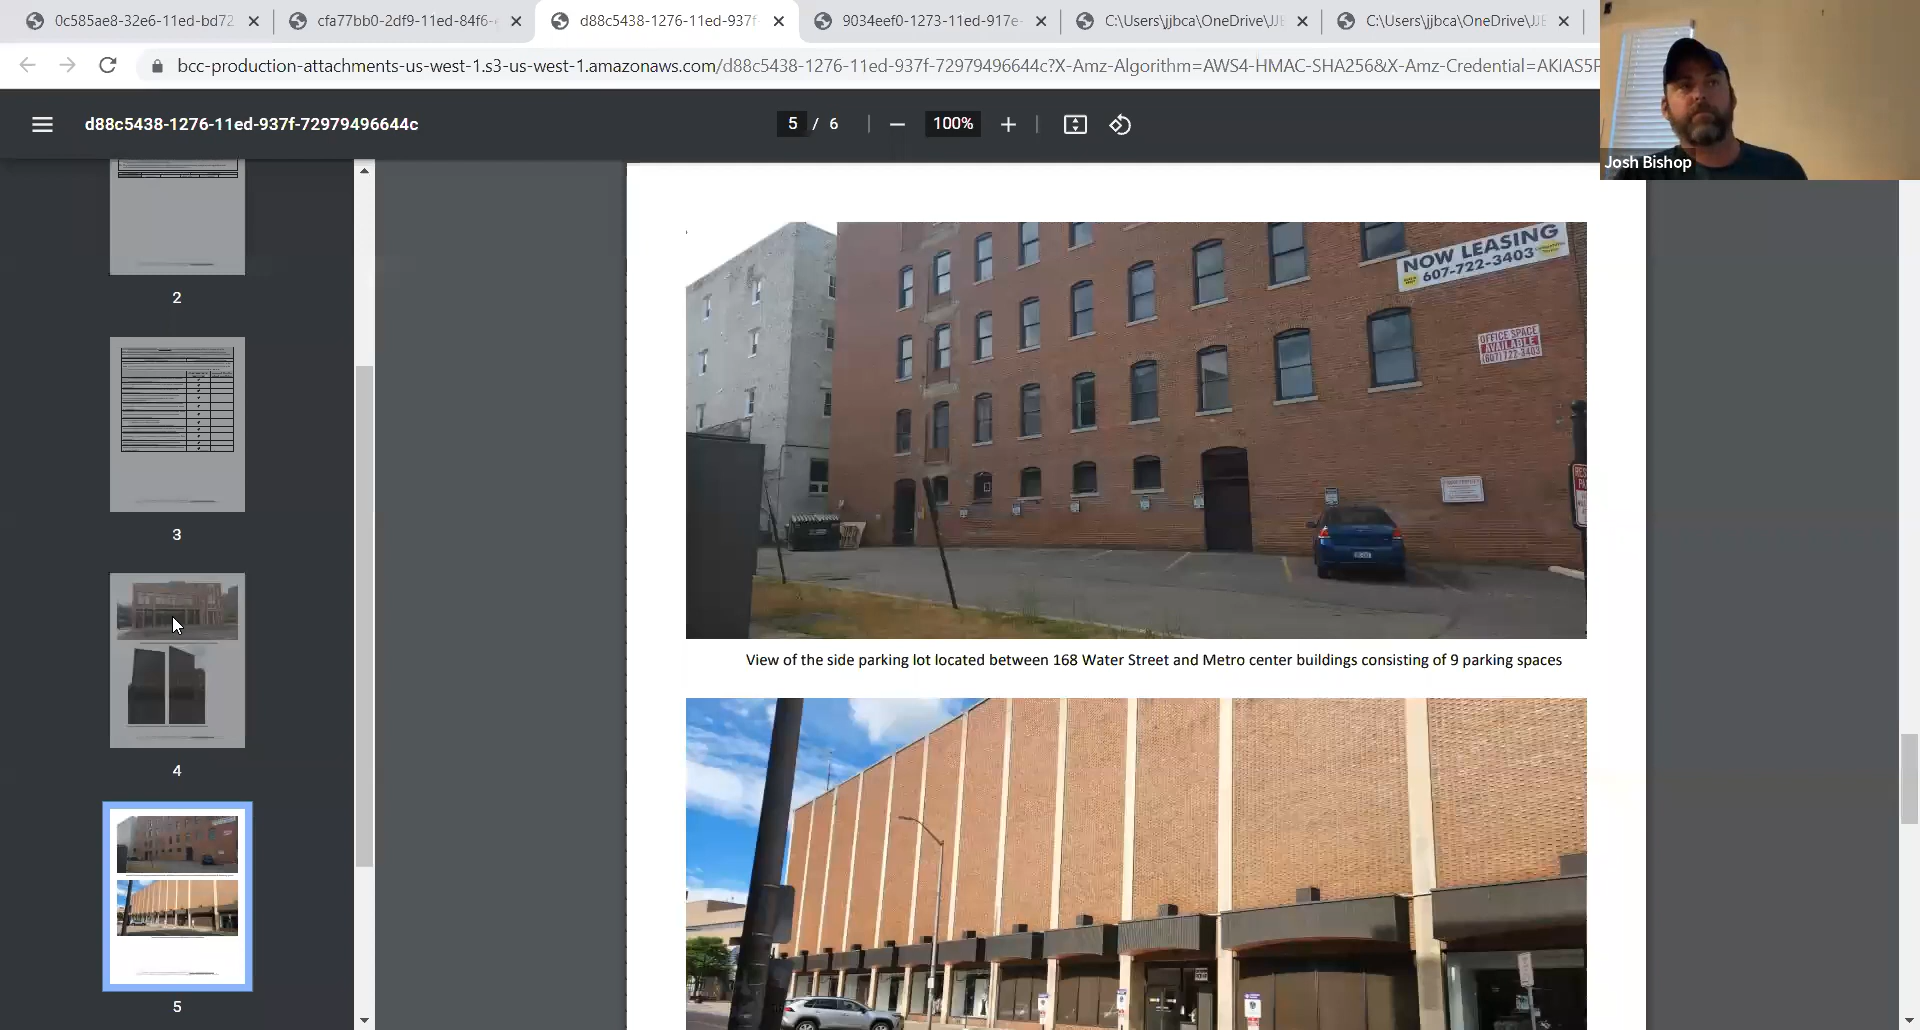 0c585ae8-32e6-11ed-bd72
cfa77bb0-2df9-11ed-84f6-
d88c5438-1276-11ed-937f-
9034eef0-1273-11ed-917e-
C:\Users\jjbca\OneDrive\JJE
C:\Users\jjbca\OneDrive\JJE
bcc-production-attachments-us-west-1.s3-us-west-1.amazonaws.com/d88c5438-1276-11ed-937f-72979496644c?X-Amz-Algorithm=AWS4-HMAC-SHA256&X-Amz-Credential=AKIAS5F
d88c5438-1276-11ed-937f-72979496644c
5 / 6
100%
Josh Bishop
2
3
4
5
NOW LEASING
607-722-3403
OFFICE SPACE
AVAILABLE
(607)722-3403
View of the side parking lot located between 168 Water Street and Metro center buildings consisting of 9 parking spaces